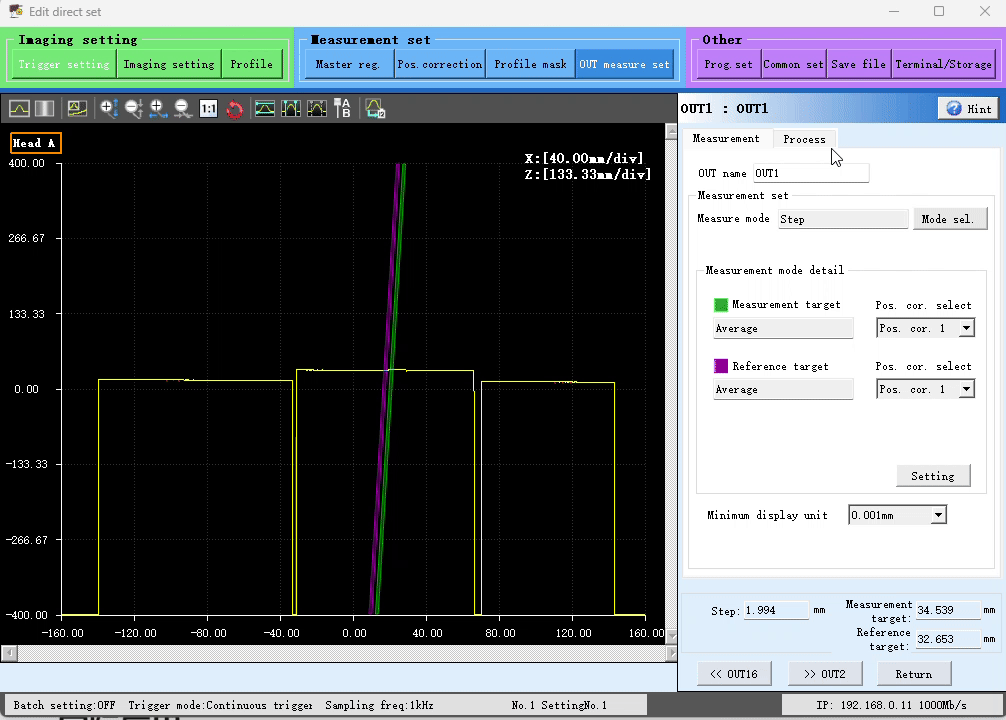 Edit direct set
Imaging setting
Measurement set
Other
Trigger setting
Imaging setting
Profile
Master reg.
Pos.correction
Profile mask
OUT measure set
Prog.set
Common set
Save file
Terminal/Storage
1:1
A
B
OUT1 : OUT1
Hint
Head A
X:[40.00mm/div]
Z:[133.33mm/div]
400.00
266.67
133.33
0.00
-133.33
-266.67
-400.00
-160.00
-120.00
-80.00
-40.00
0.00
40.00
80.00
120.00
160.00
Measurement
Process
OUT name
OUT1
Measurement set
Measure mode
Step
Mode sel.
Measurement mode detail
Measurement target
Pos. cor. select
Average
Pos. cor. 1
Reference target
Pos. cor. select
Average
Pos. cor. 1
Setting
Minimum display unit
0.001mm
Step:
1.994
mm
Measurement
target:
34.539
mm
Reference
target:
32.653
mm
<< OUT16
>> OUT2
Return
Batch setting:OFF
Trigger mode:Continuous trigger
Sampling freq:1kHz
No.1 SettingNo.1
IP: 192.168.0.11 1000Mb/s